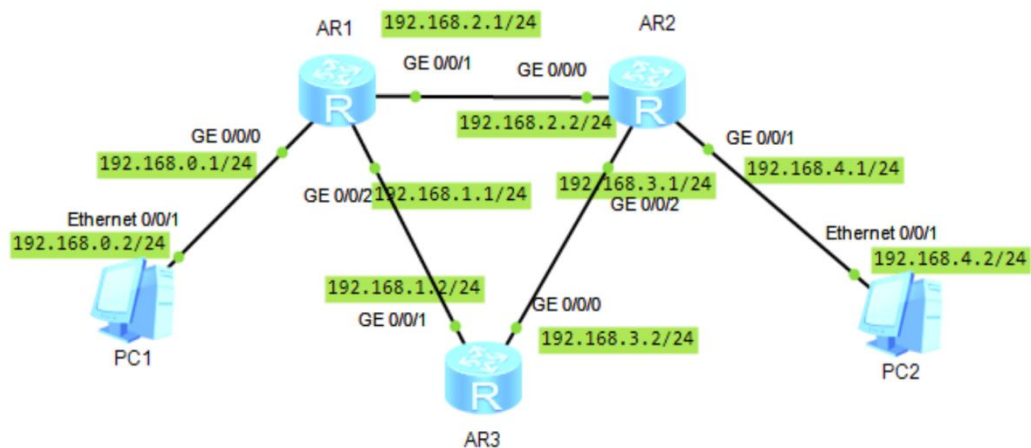 192.168.2.1/24
AR1
AR2
GE 0/0/1
GE 0/0/0
R
R
192.168.2.2/24
GE 0/0/0
GE 0/0/1
192.168.0.1/24
192.168.4.1/24
GE 0/0/2
192.168.1.1/24
192.168.3.1/24
GE 0/0/2
Ethernet 0/0/1
192.168.0.2/24
Ethernet 0/0/1
192.168.4.2/24
192.168.1.2/24
GE 0/0/1
GE 0/0/0
192.168.3.2/24
PC1
PC2
R
AR3